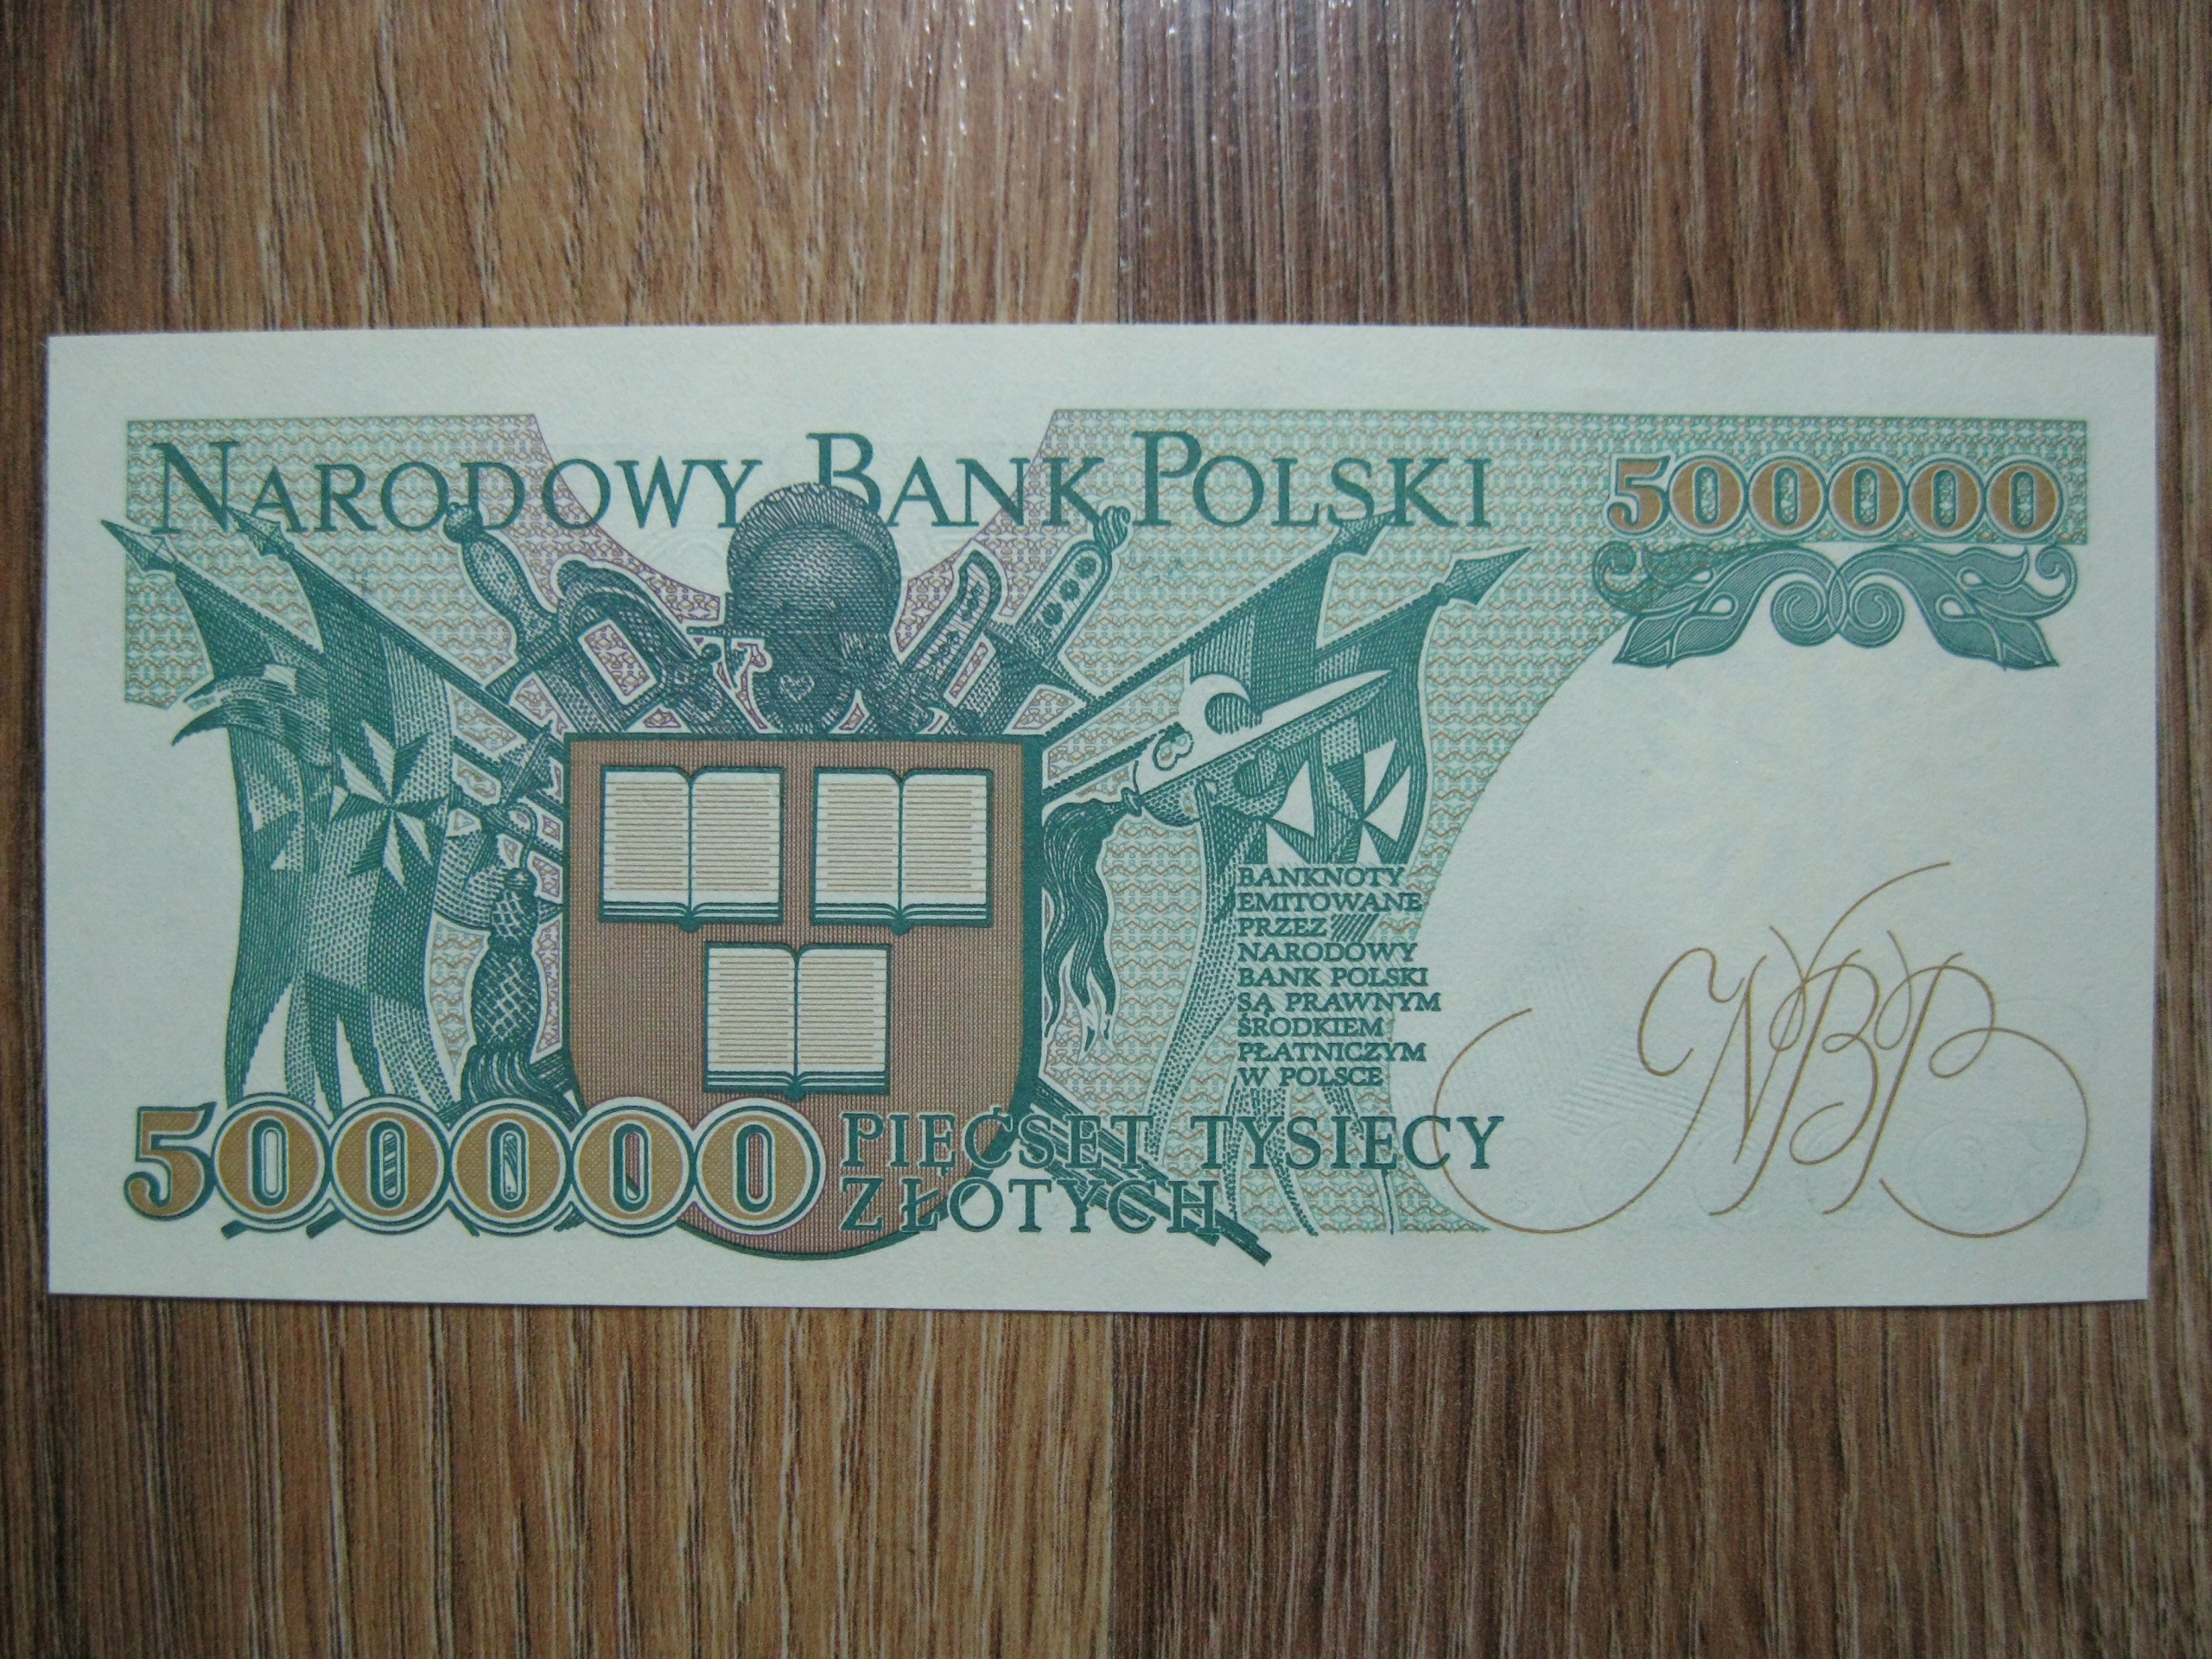 NARODOWY BANK POLSKI
500000
BANKNOTY
EMITOWANE
PRZEZ
NARODOWY
BANK POLSKI
SĄ PRAWNYM
ŚRODKIEM
PŁATNICZYM
W POLSCE
NBP
500000
PIĘĆSET TYSIĘCY
ZŁOTYCH